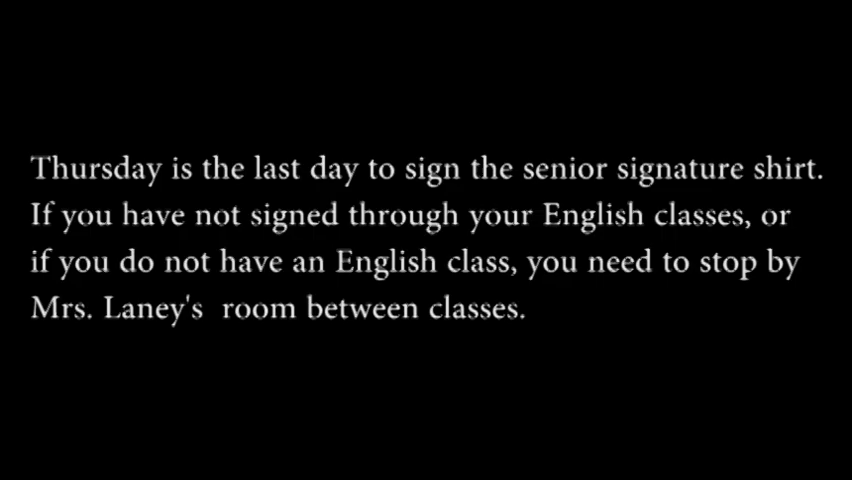 Thursday is the last day to sign the senior signature shirt.
If you have not signed through your English classes, or
if you do not have an English class, you need to stop by
Mrs. Laney's  room between classes.